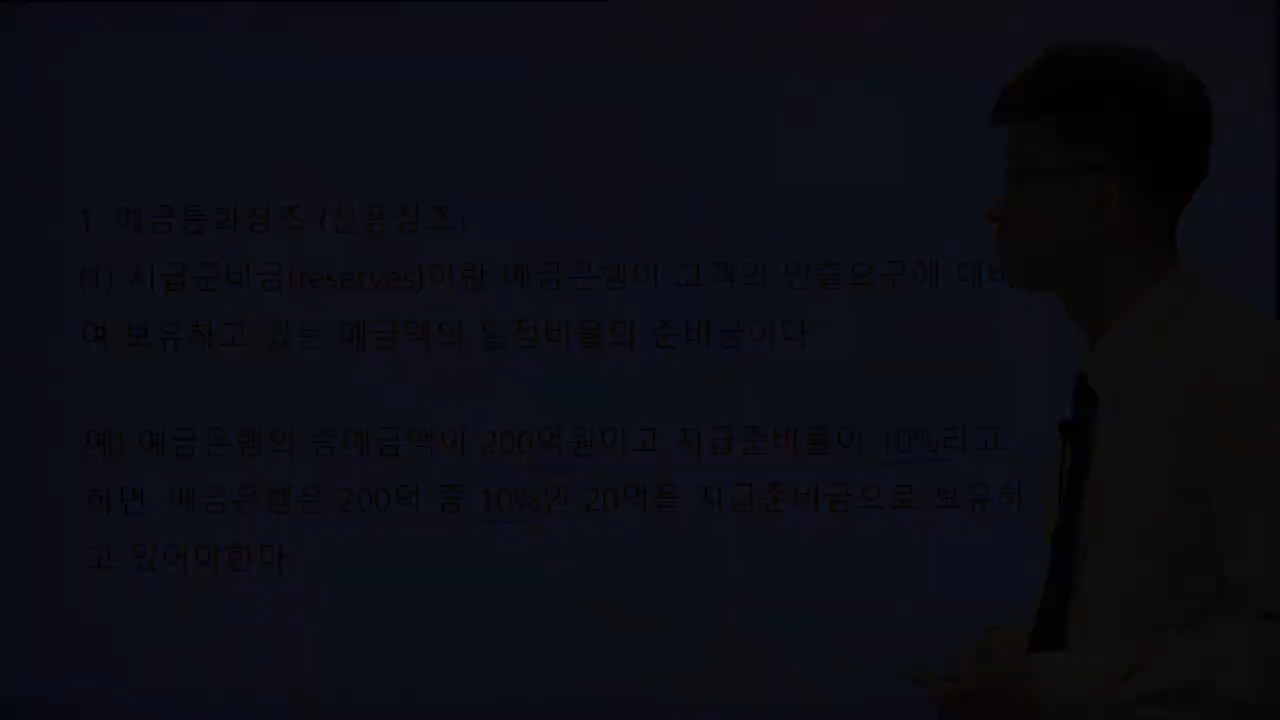 1. 예금통화창조 (신용창조)
(1) 지급준비금(reserves)이란 예금은행이 고객의 인출요구에 대비
여 보유하고 있는 예금액의 일정비율의 준비금이다
예) 예금은행의 총예금액이 200억원이고 지급준비율이 10%라고
하면, 예금은행은 200억 중 10%인 20억을 지급준비금으로 보유하
고 있어야한다